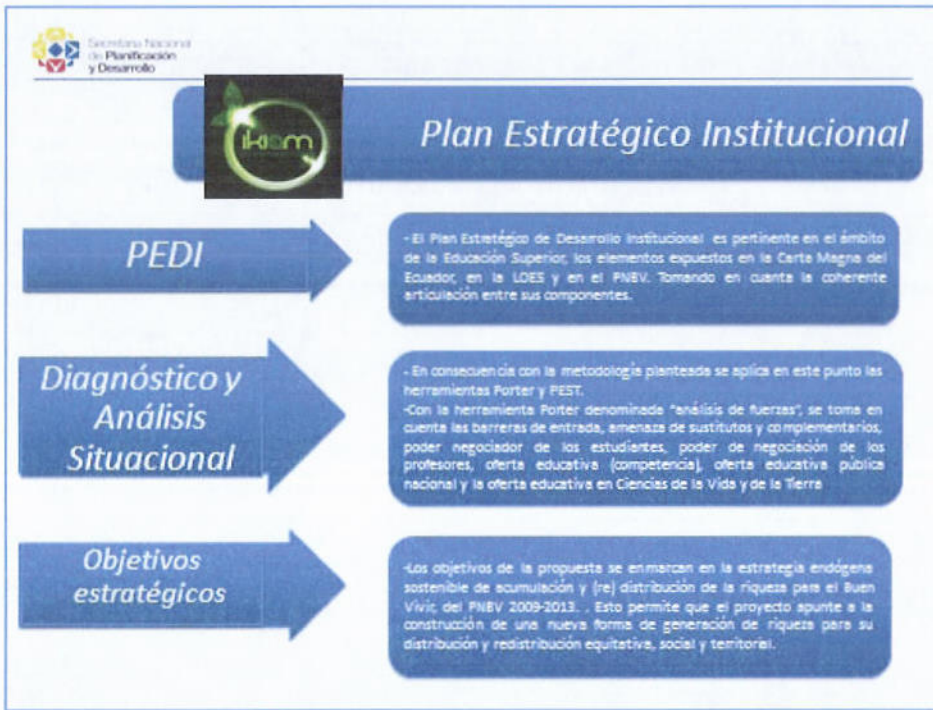 Secretaría Nacional
de Planificación
y Desarrollo
ikiam
Plan Estratégico Institucional
PEDI
- El Plan Estratégico de Desarrollo Institucional es pertinente en el ámbito
de la Educación Superior, los elementos expuestos en la Carta Magna del
Ecuador, en la LOES y en el PNBV. Tomando en cuenta la coherente
articulación entre sus componentes.
Diagnóstico y
Análisis
Situacional
- En consecuencia con la metodología planteada se aplica en este punto las
herramientas Porter y PEST.
-Con la herramienta Porter denominada "análisis de fuerzas", se toma en
cuenta las barreras de entrada, amenaza de sustitutos y complementarios,
poder negociador de los estudiantes, poder de negociación de los
profesores, oferta educativa (competencia), oferta educativa pública
nacional y la oferta educativa en Ciencias de la Vida y de la Tierra
Objetivos
estratégicos
-Los objetivos de la propuesta se enmarcan en la estrategia endógena
sostenible de acumulación y (re) distribución de la riqueza para el Buen
Vivir, del PNBV 2009-2013. . Esto permite que el proyecto apunte a la
construcción de una nueva forma de generación de riqueza para su
distribución y redistribución equitativa, social y territorial.